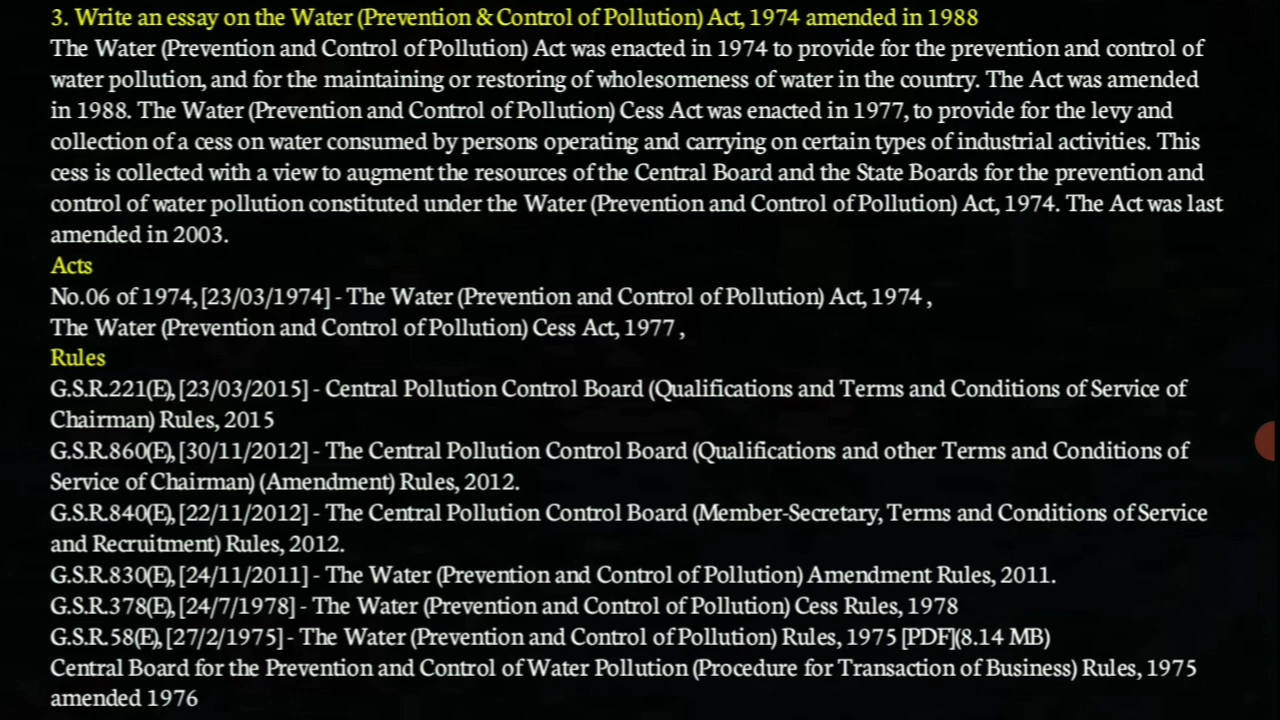 3. Write an essay on the Water (Prevention & Control of Pollution) Act, 1974 amended in 1988
The Water (Prevention and Control of Pollution) Act was enacted in 1974 to provide for the prevention and control of
water pollution, and for the maintaining or restoring of wholesomeness of water in the country. The Act was amended
in 1988. The Water (Prevention and Control of Pollution) Cess Act was enacted in 1977, to provide for the levy and
collection of a cess on water consumed by persons operating and carrying on certain types of industrial activities. This
cess is collected with a view to augment the resources of the Central Board and the State Boards for the prevention and
control of water pollution constituted under the Water (Prevention and Control of Pollution) Act, 1974. The Act was last
amended in 2003.
Acts
No.06 of 1974, [23/03/1974] - The Water (Prevention and Control of Pollution) Act, 1974 ,
The Water (Prevention and Control of Pollution) Cess Act, 1977 ,
Rules
G.S.R.221(E), [23/03/2015] - Central Pollution Control Board (Qualifications and Terms and Conditions of Service of
Chairman) Rules, 2015
G.S.R.860(E), [30/11/2012] - The Central Pollution Control Board (Qualifications and other Terms and Conditions of
Service of Chairman) (Amendment) Rules, 2012.
G.S.R.840(E), [22/11/2012] - The Central Pollution Control Board (Member-Secretary, Terms and Conditions of Service
and Recruitment) Rules, 2012.
G.S.R.830(E), [24/11/2011] - The Water (Prevention and Control of Pollution) Amendment Rules, 2011.
G.S.R.378(E), [24/7/1978] - The Water (Prevention and Control of Pollution) Cess Rules, 1978
G.S.R.58(E), [27/2/1975] - The Water (Prevention and Control of Pollution) Rules, 1975 [PDF](8.14 MB)
Central Board for the Prevention and Control of Water Pollution (Procedure for Transaction of Business) Rules, 1975
amended 1976